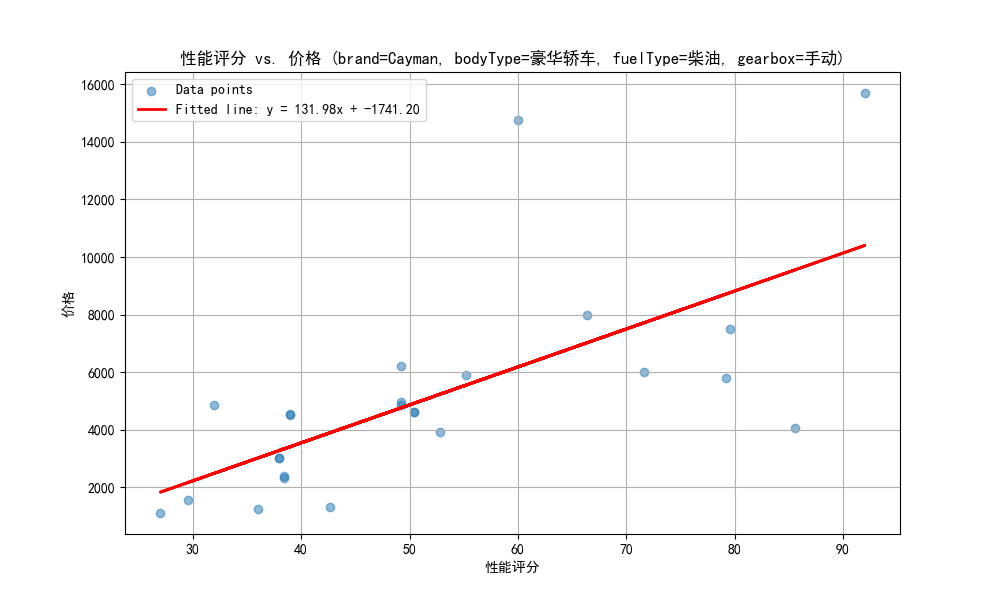 性能评分 vs. 价格 (brand=Cayman, bodyType=豪华轿车, fuelType=柴油, gearbox=手动)
Data points
Fitted line: y = 131.98x + -1741.20
价格
16000
14000
12000
10000
8000
6000
4000
2000
30 40 50 60 70 80 90
性能评分